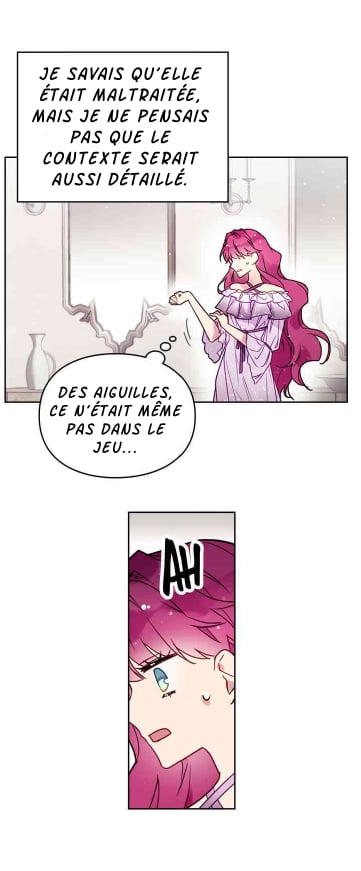 JE SAVAIS QU'ELLE
ÉTAIT MALTRAITÉE,
MAIS JE NE PENSAIS
PAS QUE LE
CONTEXTE SERAIT
AUSSI DÉTAILLÉ.
DES AIGUILLES,
CE N'ÉTAIT MÊME
PAS DANS LE
JEU...
AH